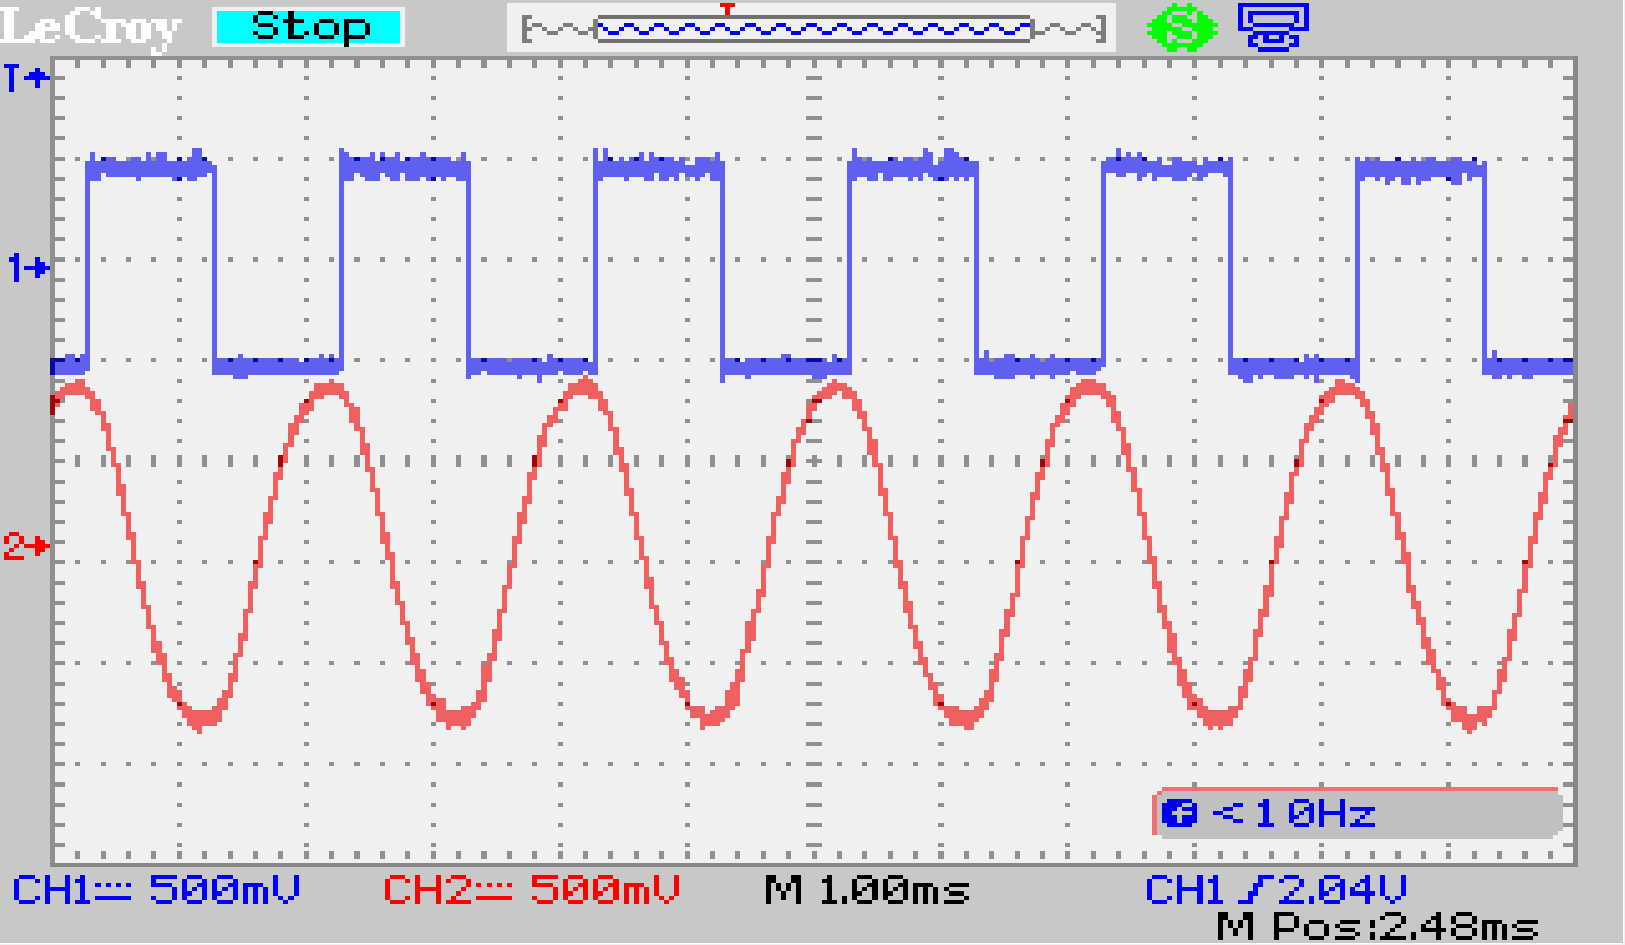 LeCroy Stop
T
1
2
<10Hz
CH1 500mV CH2 500mV M 1.00ms CH1 2.04V
M Pos:2.48ms